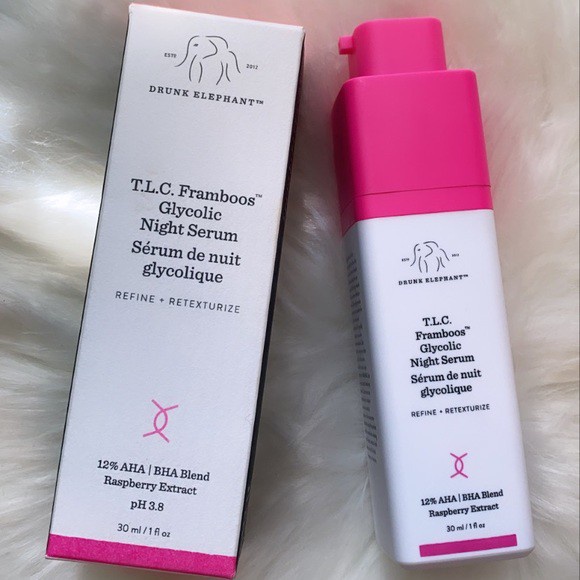 ESTD 2012
DRUNK ELEPHANT™
T.L.C. Framboos™
Glycolic
Night Serum
Sérum de nuit
glycolique
REFINE + RETEXTURIZE
12% AHA | BHA Blend
Raspberry Extract
pH 3.8
30 ml / 1 fl oz
2012
DRUNK ELEPHANT™
T.L.C.
Framboos™
Glycolic
Night Serum
Sérum de nuit
glycolique
REFINE + RETEXTURIZE
12% AHA | BHA Blend
Raspberry Extract
30 ml / 1 fl oz